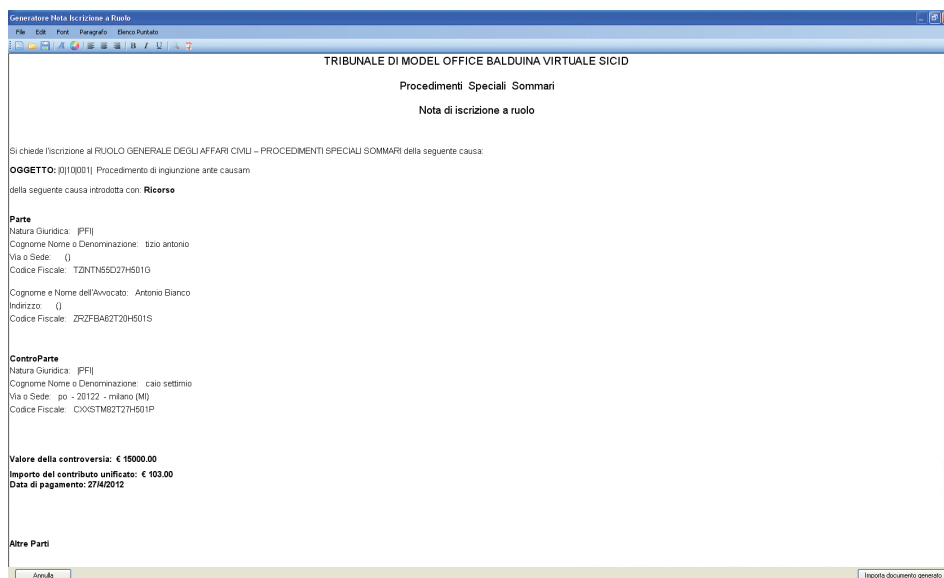 Generatore Nota Iscrizione a Ruolo
File Edit Font Paragrafo Elenco Puntato
TRIBUNALE DI MODEL OFFICE BALDUINA VIRTUALE SICID
Procedimenti Speciali Sommari
Nota di iscrizione a ruolo
Si chiede l'iscrizione al RUOLO GENERALE DEGLI AFFARI CIVILI – PROCEDIMENTI SPECIALI SOMMARI della seguente causa:
OGGETTO: |0|10|001| Procedimento di ingiunzione ante causam
della seguente causa introdotta con: Ricorso
Parte
Natura Giuridica: |PFI|
Cognome Nome o Denominazione: tizio antonio
Via o Sede: ()
Codice Fiscale: TZINTN55D27H501G
Cognome e Nome dell'Avvocato: Antonio Bianco
Indirizzo: ()
Codice Fiscale: ZRZFBA62T20H501S
ControParte
Natura Giuridica: |PFI|
Cognome Nome o Denominazione: caio settimio
Via o Sede: po - 20122 - milano (MI)
Codice Fiscale: CXXSTM82T27H501P
Valore della controversia: € 15000.00
Importo del contributo unificato: € 103.00
Data di pagamento: 27/4/2012
Altre Parti
Annulla Importa documento generato